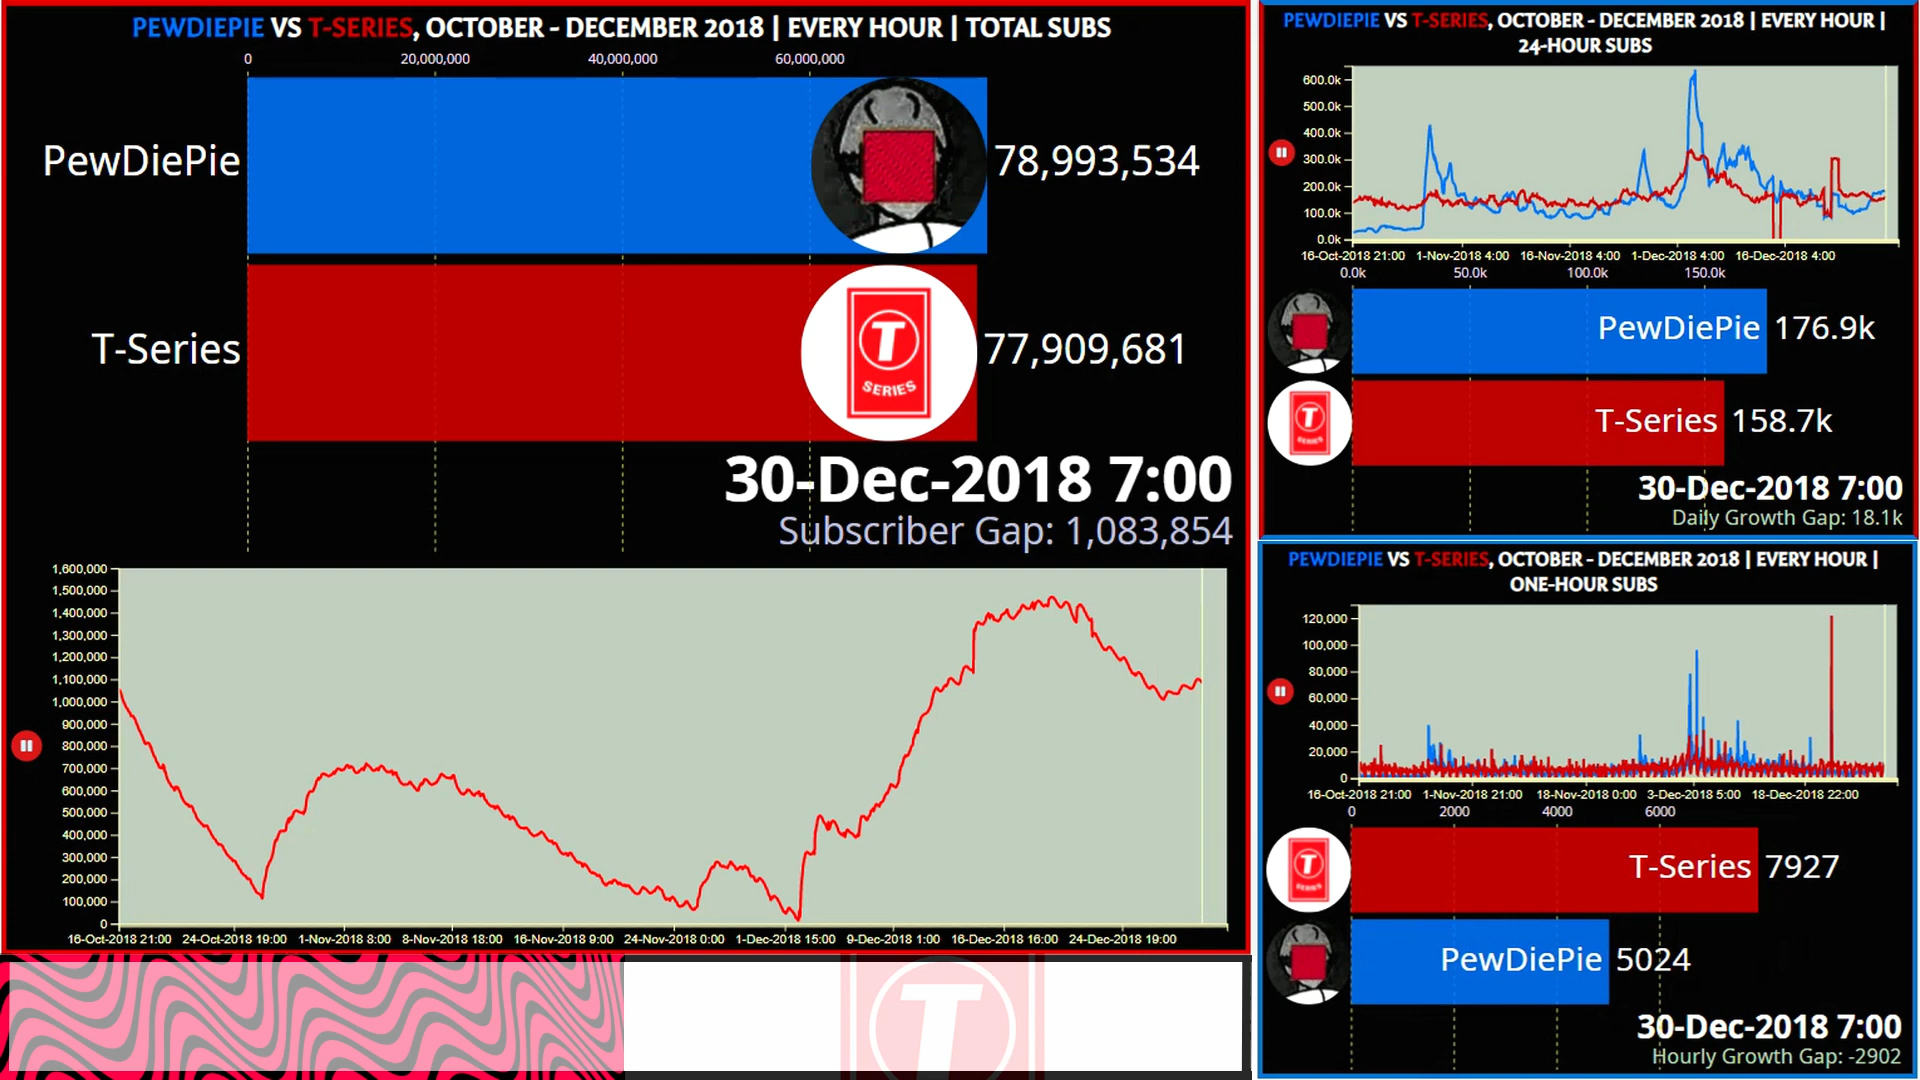 PEWDIEPIE VS T-SERIES, OCTOBER - DECEMBER 2018 | EVERY HOUR | TOTAL SUBS
0 20,000,000 40,000,000 60,000,000
PewDiePie 78,993,534
T-Series T SERIES 77,909,681
30-Dec-2018 7:00
Subscriber Gap: 1,083,854
1,600,000
1,500,000
1,400,000
1,300,000
1,200,000
1,100,000
1,000,000
900,000
800,000
700,000
600,000
500,000
400,000
300,000
200,000
100,000
0
16-Oct-2018 21:00 24-Oct-2018 19:00 1-Nov-2018 8:00 8-Nov-2018 18:00 16-Nov-2018 9:00 24-Nov-2018 0:00 1-Dec-2018 15:00 9-Dec-2018 1:00 16-Dec-2018 16:00 24-Dec-2018 19:00
T
PEWDIEPIE VS T-SERIES, OCTOBER - DECEMBER 2018 | EVERY HOUR |
24-HOUR SUBS
600.0k
500.0k
400.0k
300.0k
200.0k
100.0k
0.0k
16-Oct-2018 21:00 1-Nov-2018 4:00 16-Nov-2018 4:00 1-Dec-2018 4:00 16-Dec-2018 4:00
0.0k 50.0k 100.0k 150.0k
PewDiePie 176.9k
T SERIES T-Series 158.7k
30-Dec-2018 7:00
Daily Growth Gap: 18.1k
PEWDIEPIE VS T-SERIES, OCTOBER - DECEMBER 2018 | EVERY HOUR |
ONE-HOUR SUBS
120,000
100,000
80,000
60,000
40,000
20,000
0
16-Oct-2018 21:00 1-Nov-2018 21:00 18-Nov-2018 0:00 3-Dec-2018 5:00 18-Dec-2018 22:00
0 2000 4000 6000
T SERIES T-Series 7927
PewDiePie 5024
30-Dec-2018 7:00
Hourly Growth Gap: -2902